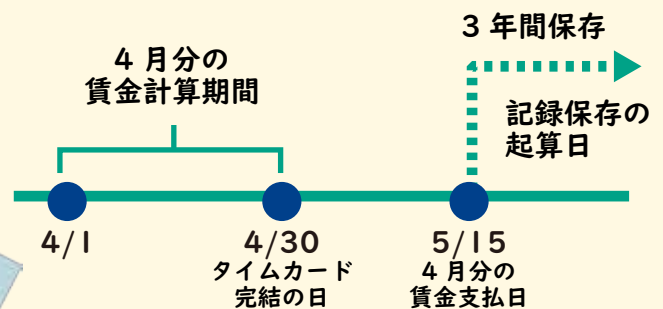 3 年間保存
4 月分の
賃金計算期間
記録保存の
起算日
4/1
4/30
5/15
タイムカード
完結の日
4 月分の
賃金支払日